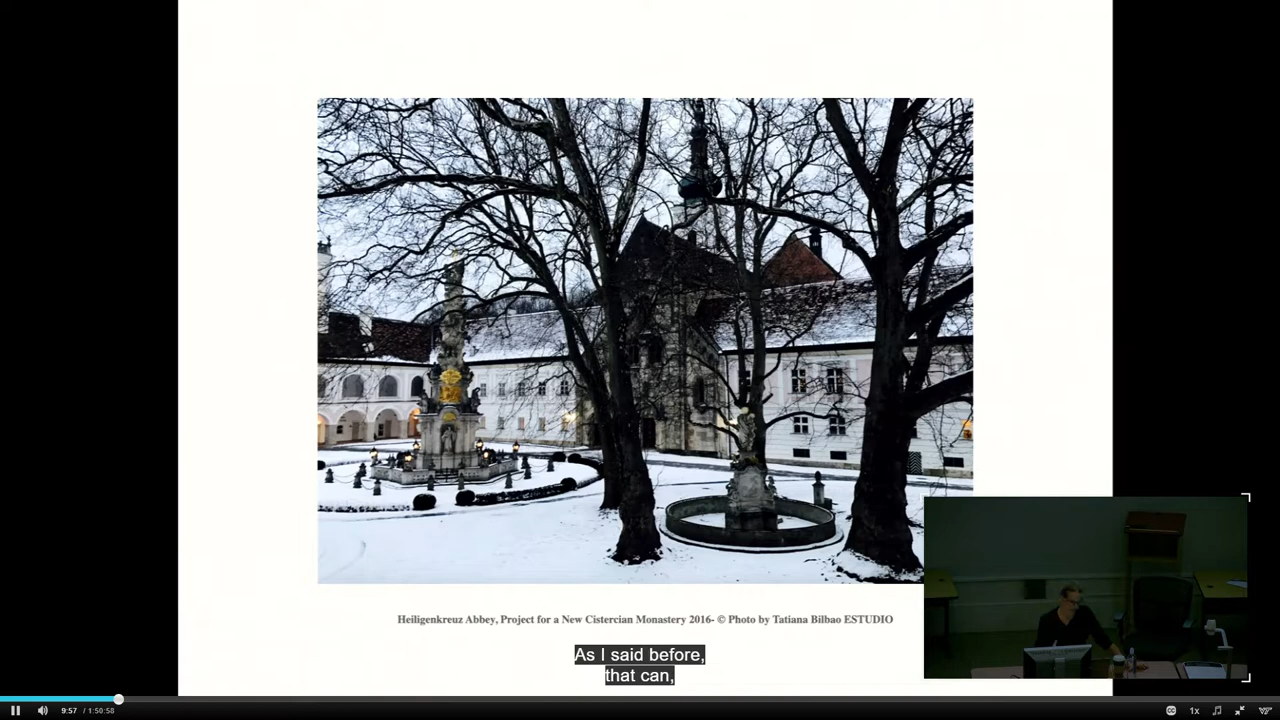 Heiligenkreuz Abbey, Project for a New Cistercian Monastery 2016- © Photo by Tatiana Bilbao ESTUDIO
As I said before,
that can,
9:57 / 1:50:58
CC
1x